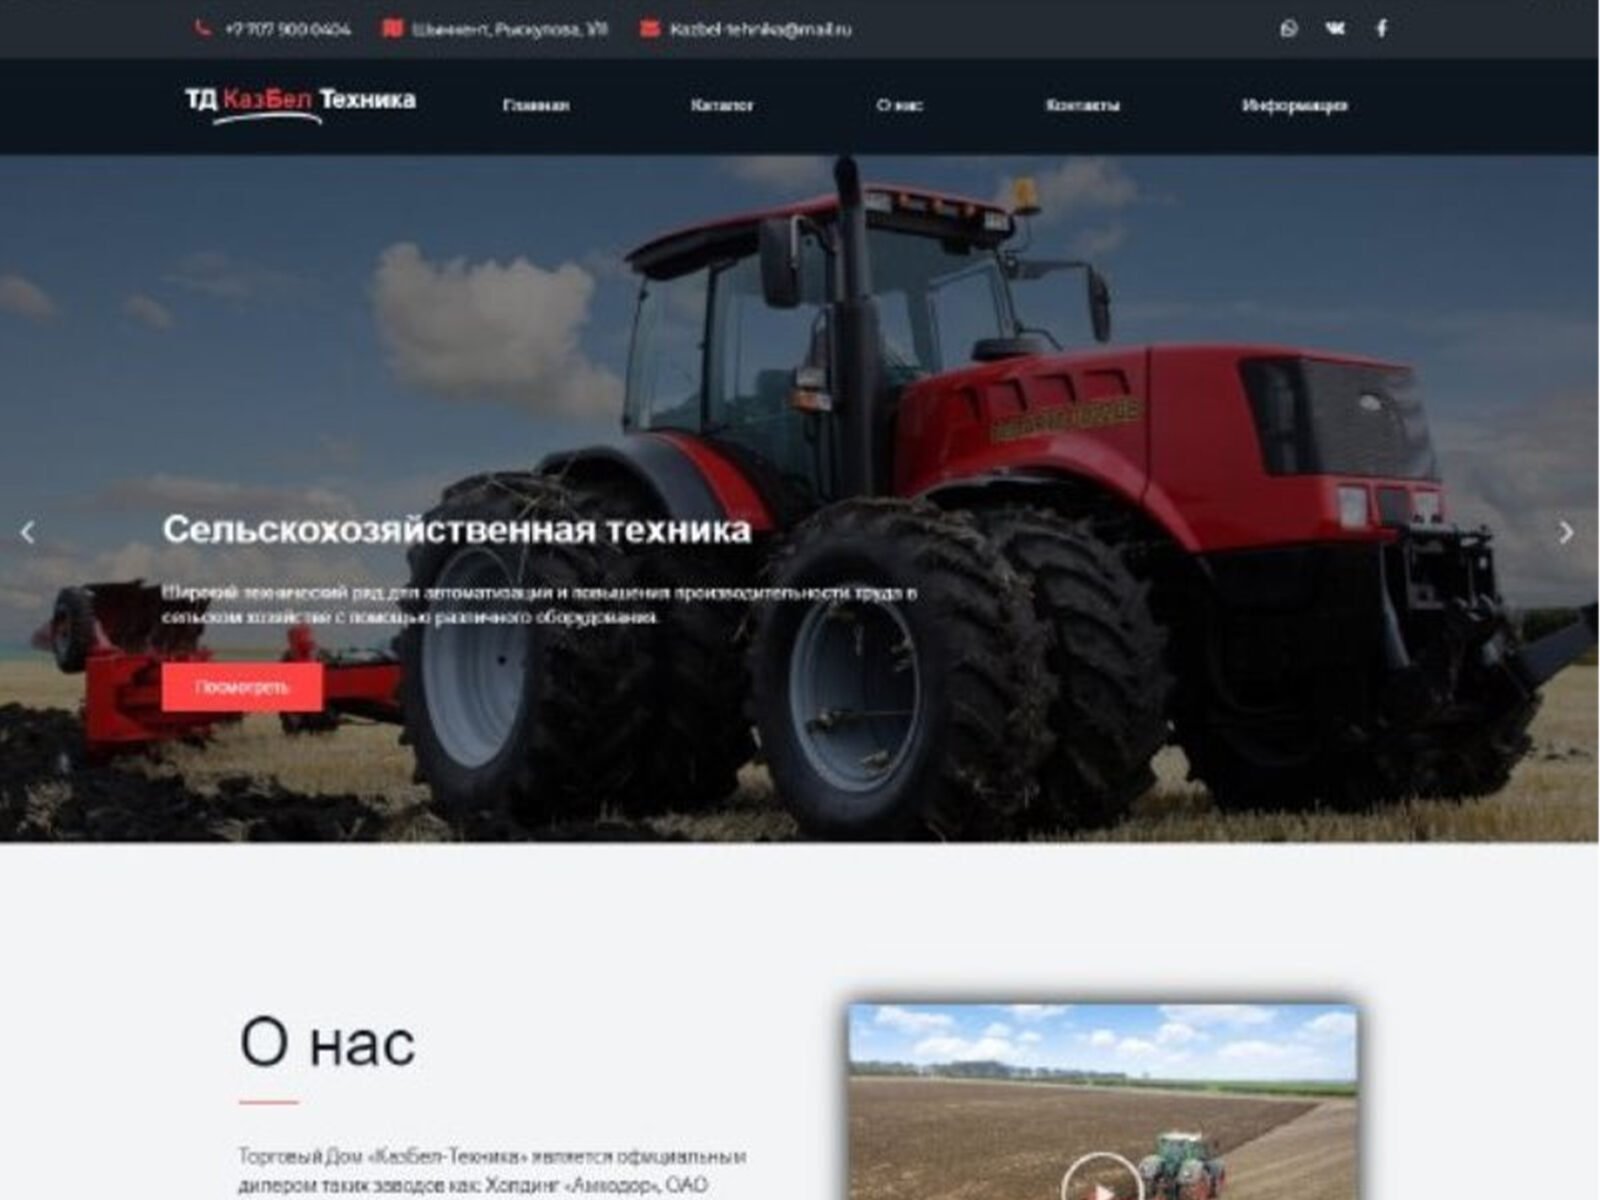 +7 707 900 0404
Шымкент, Рыскулова, 1/11
Kazbel-tehnika@mail.ru
ТД КазБел Техника
Главная
Каталог
О нас
Контакты
Информация
Сельскохозяйственная техника
Широкий технический ряд для автоматизации и повышения производительности труда в
сельском хозяйстве с помощью различного оборудования.
Посмотреть
О нас
Торговый Дом «КазБел-Техника» является официальным
дилером таких заводов как: Холдинг «Амкодор», ОАО